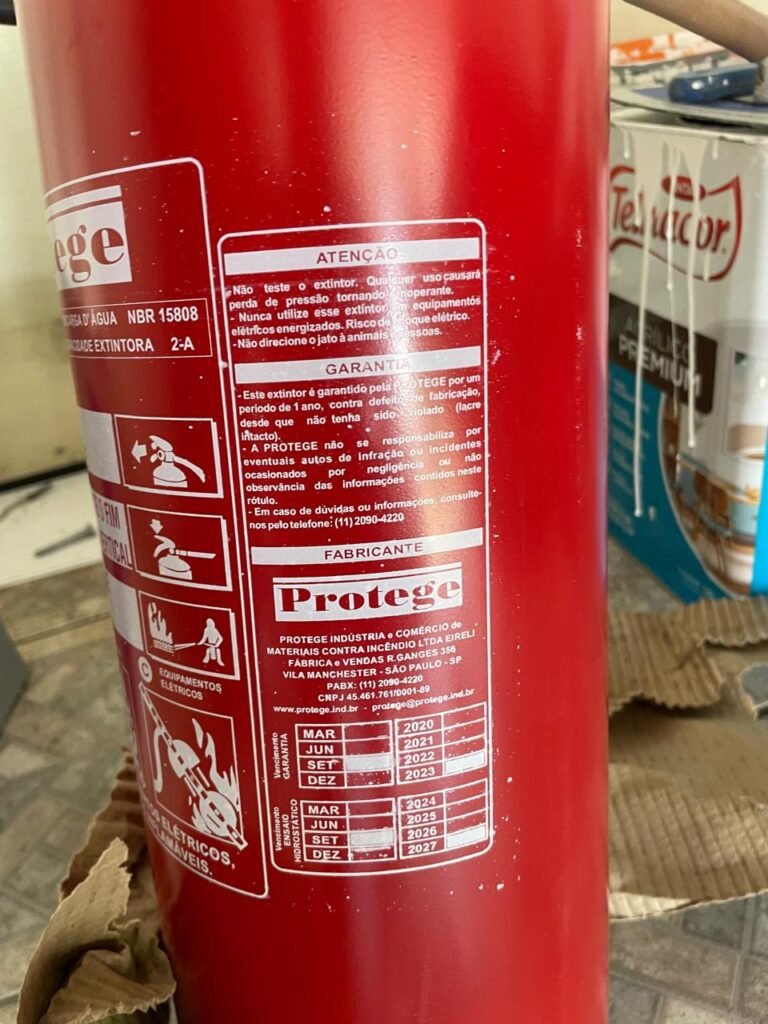 ege
CARGA D'ÁGUA NBR 15808
CIDADE EXTINTORA 2-A
O FIM
VERTICAL
C EQUIPAMENTOS
ELÉTRICOS
OS ELÉTRICOS,
LAMÁVEIS.
ATENÇÃO
-Não teste o extintor. Qualquer uso causará
perda de pressão tornando inoperante.
- Nunca utilize esse extintor em equipamentos
elétricos energizados. Risco de choque elétrico.
-Não direcione o jato à animais e pessoas.
GARANTIA
-Este extintor é garantido pela PROTEGE por um
periodo de 1 ano, contra defeitos de fabricação,
desde que não tenha sido violado (lacre
intacto).
- A PROTEGE não se responsabiliza por
eventuais autos de infração ou incidentes
ocasionados por negligência ou não
observância das informações contidos neste
rótulo.
- Em caso de dúvidas ou informações, consulte-
nos pelo telefone: (11) 2090-4220
FABRICANTE
Protege
PROTEGE INDÚSTRIA e COMÉRCIO de
MATERIAIS CONTRA INCÊNDIO LTDA EIRELI
FÁBRICA e VENDAS R.GANGES 356
VILA MANCHESTER - SÃO PAULO - SP
PABX: (11) 2090-4220
CNPJ 45.461.761/0001-89
www.protege.ind.br - protege@protege.ind.br
Vencimento
GARANTIA
MAR 2020
JUN 2021
SET 2022
DEZ 2023
Vencimento
ENSAIO
HIDROSTÁTICO
MAR 2024
JUN 2025
SET 2026
DEZ 2027
ACRÍLICO
PREMIUM